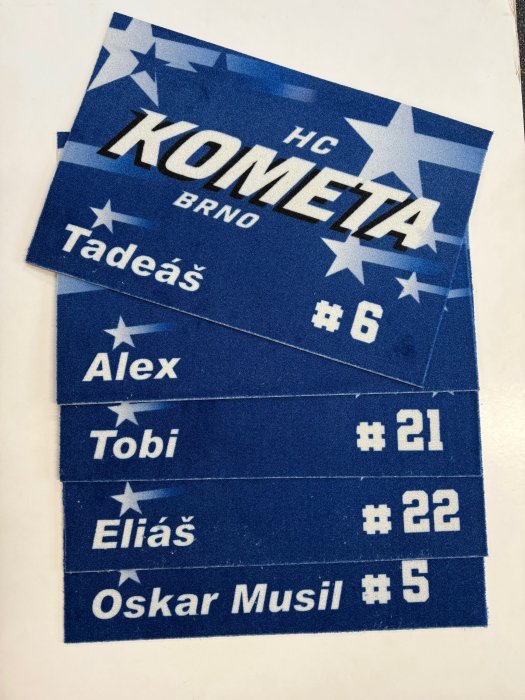 HC
KOMETA
BRNO
Tadeáš
# 6
Alex
Tobi
# 21
Eliáš
# 22
Oskar Musil # 5